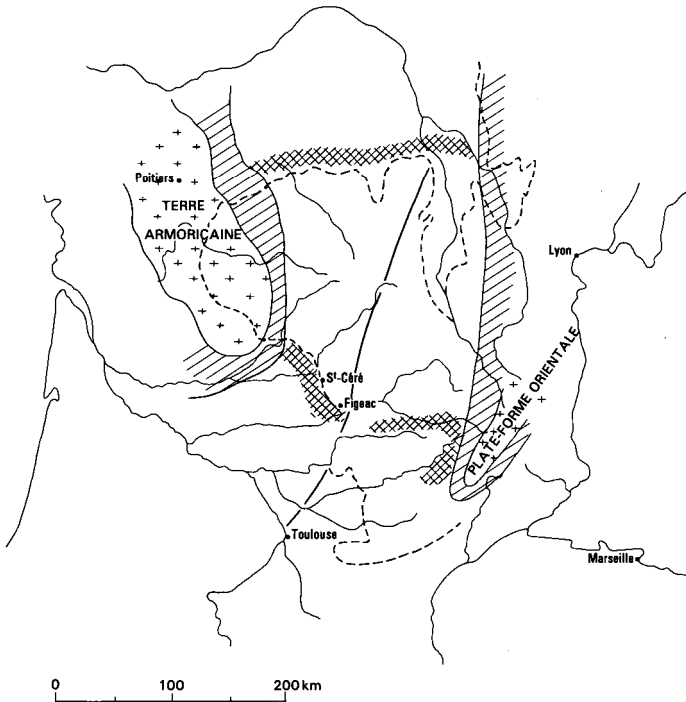 Poitiers
TERRE
ARMORICAINE
Lyon
St-Céré
Figeac
PLATE-FORME ORIENTALE
Toulouse
Marseille
0 100 200 km